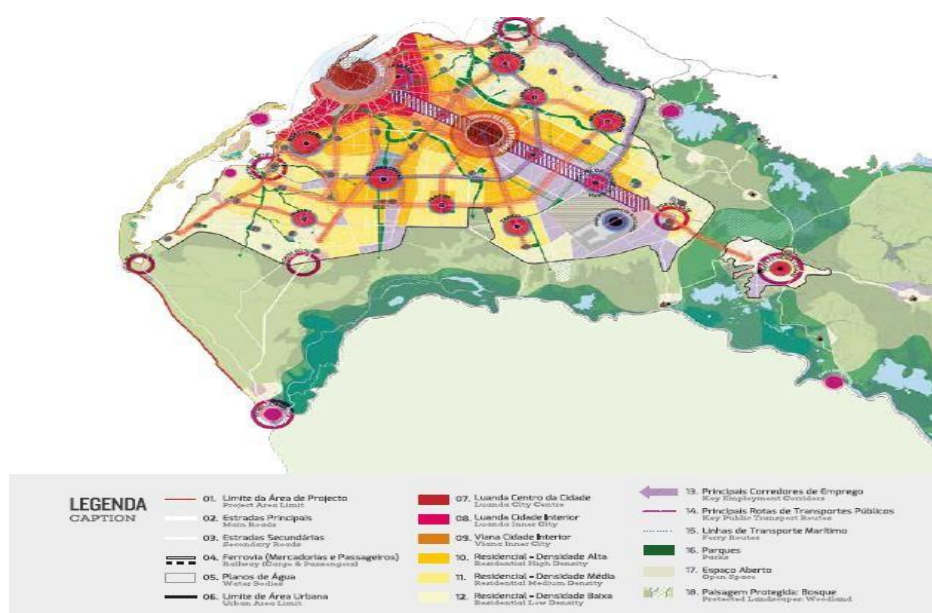 LEGENDA
CAPTION
01. Limite da Área de Projecto
Project Area Limit
02. Estradas Principais
Main Roads
03. Estradas Secundárias
Secondary Roads
04. Ferrovia (Mercadorias e Passageiros)
Railway (Cargo & Passengers)
05. Planos de Água
Water Bodies
06. Limite de Área Urbana
Urban Area Limit
07. Luanda Centro da Cidade
Luanda City Centre
08. Luanda Cidade Interior
Luanda Inner City
09. Viana Cidade Interior
Viana Inner City
10. Residencial - Densidade Alta
Residential High Density
11. Residencial - Densidade Média
Residential Medium Density
12. Residencial - Densidade Baixa
Residential Low Density
13. Principais Corredores de Emprego
Key Employment Corridors
14. Principais Rotas de Transportes Públicos
Key Public Transport Routes
15. Linhas de Transporte Marítimo
Ferry Routes
16. Parques
Parks
17. Espaço Aberto
Open Space
18. Paisagem Protegida: Bosque
Protected Landscape: Woodland